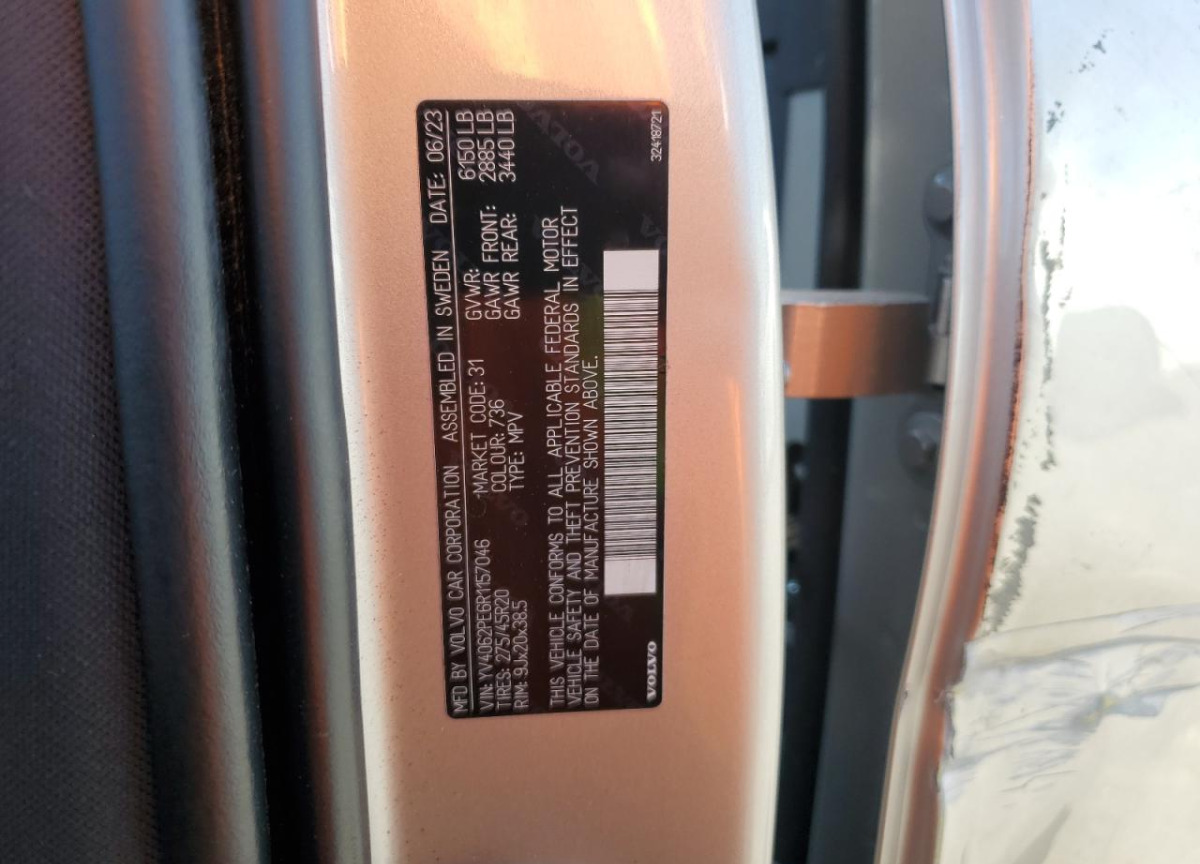 MFD BY VOLVO CAR CORPORATION ASSEMBLED IN SWEDEN DATE: 06/23
VIN: YV4062PE6R1157046 MARKET CODE: 31 GVWR: 6150 LB
TIRES: 275/45R20 COLOUR: 736 GAWR FRONT: 2885 LB
RIM: 9Jx20x38.5 TYPE: MPV GAWR REAR: 3440 LB
THIS VEHICLE CONFORMS TO ALL APPLICABLE FEDERAL MOTOR
VEHICLE SAFETY AND THEFT PREVENTION STANDARDS IN EFFECT
ON THE DATE OF MANUFACTURE SHOWN ABOVE.
VOLVO 32418721